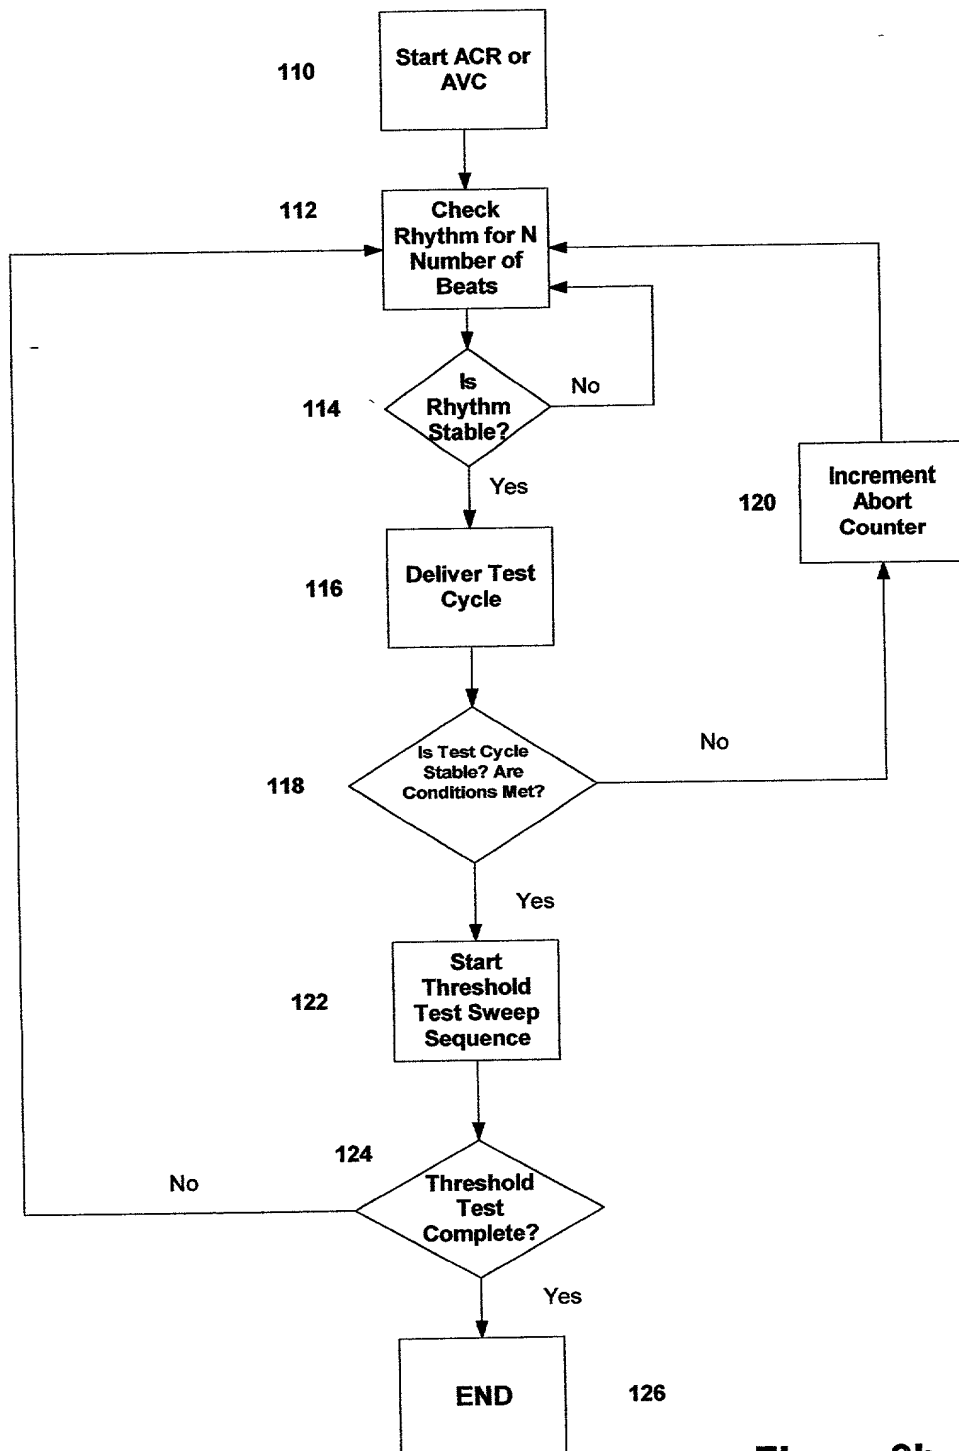 110
Start ACR or
AVC
112
Check
Rhythm for N
Number of
Beats
114
Is
Rhythm
Stable?
No
Yes
120
Increment
Abort
Counter
116
Deliver Test
Cycle
118
Is Test Cycle
Stable? Are
Conditions Met?
No
Yes
122
Start
Threshold
Test Sweep
Sequence
124
Threshold
Test
Complete?
No
Yes
END
126